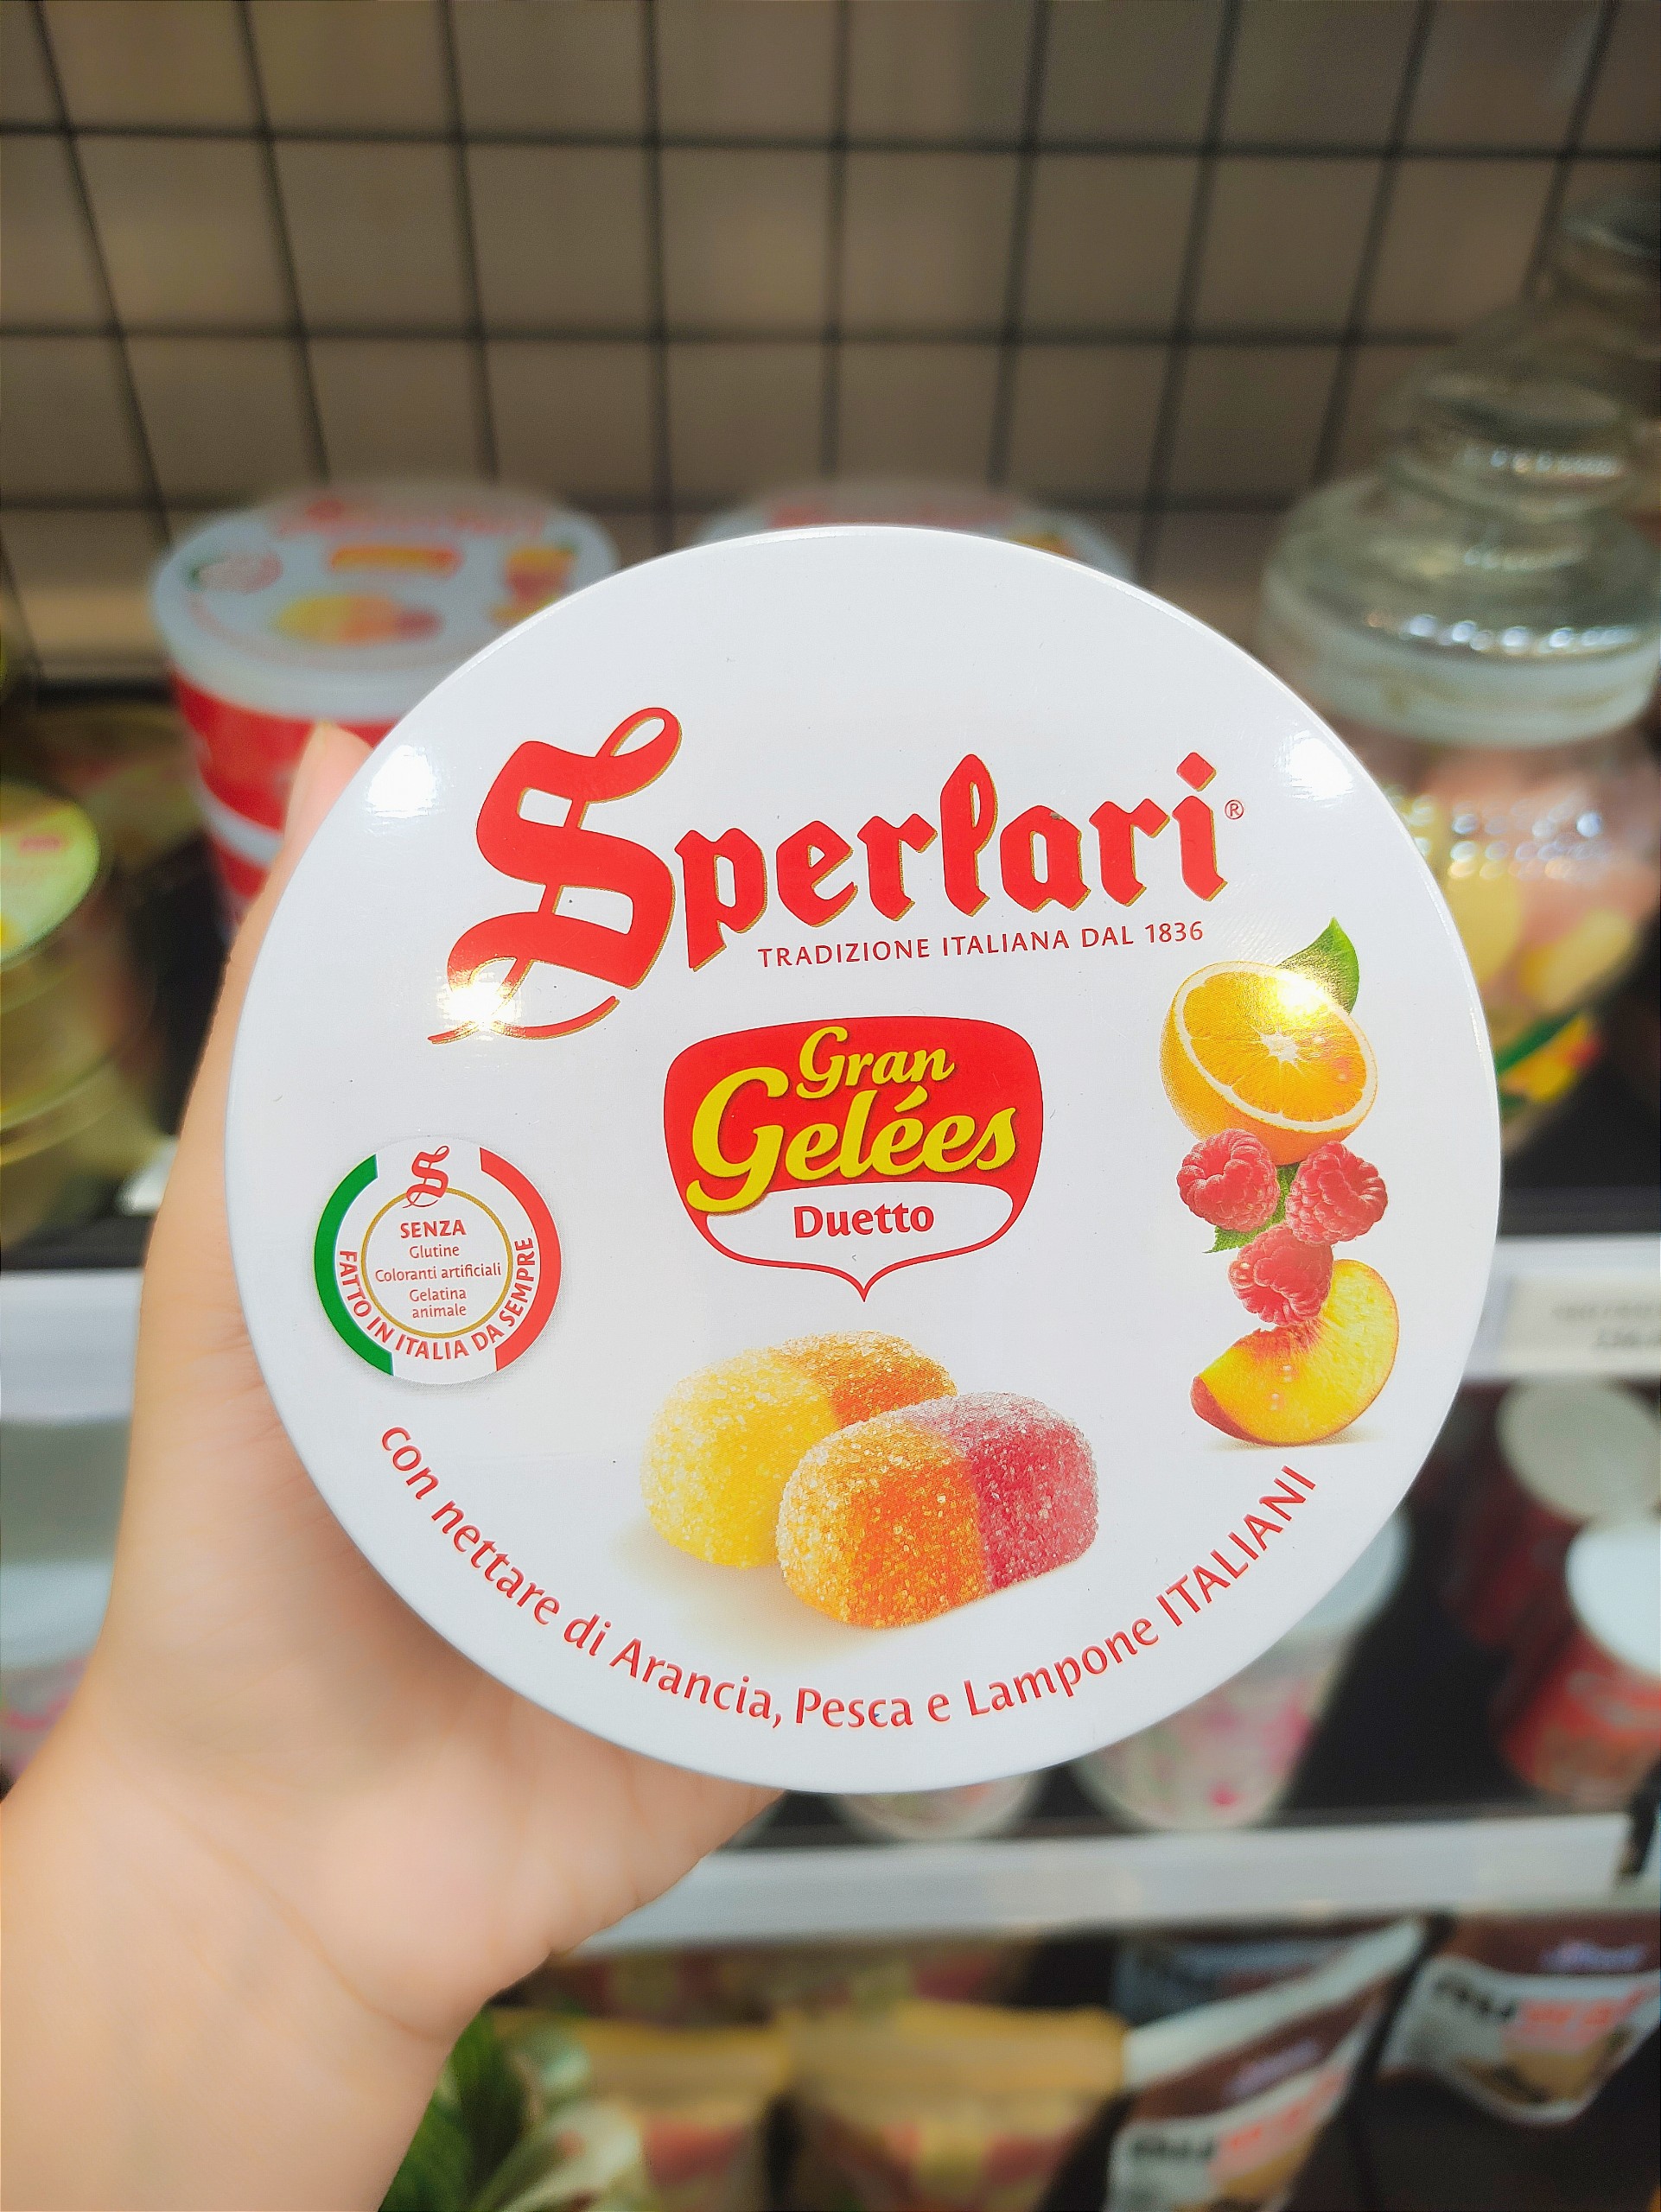 Sperlari®
TRADIZIONE ITALIANA DAL 1836
Gran
Gelées
Duetto
S
SENZA
Glutine
Coloranti artificiali
Gelatina
animale
FATTO IN ITALIA DA SEMPRE
con nettare di Arancia, Pesca e Lampone ITALIANI